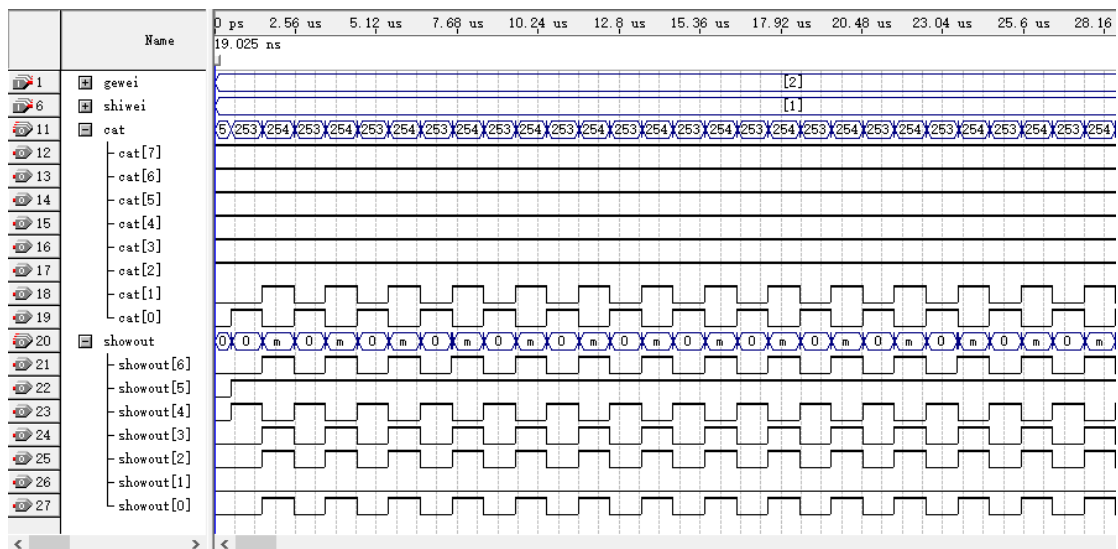 Name
0 ps 2.56 us 5.12 us 7.68 us 10.24 us 12.8 us 15.36 us 17.92 us 20.48 us 23.04 us 25.6 us 28.16
19.025 ns
1 gewei [2]
6 shiwei [1]
11 cat 5 253 254 253 254 253 254 253 254 253 254 253 254 253 254 253 254 253 254 253 254 253 254 253 254 253 254 253 254
12 cat[7]
13 cat[6]
14 cat[5]
15 cat[4]
16 cat[3]
17 cat[2]
18 cat[1]
19 cat[0]
20 showout 0 0 m 0 m 0 m 0 m 0 m 0 m 0 m 0 m 0 m 0 m 0 m 0 m 0 m 0 m
21 showout[6]
22 showout[5]
23 showout[4]
24 showout[3]
25 showout[2]
26 showout[1]
27 showout[0]